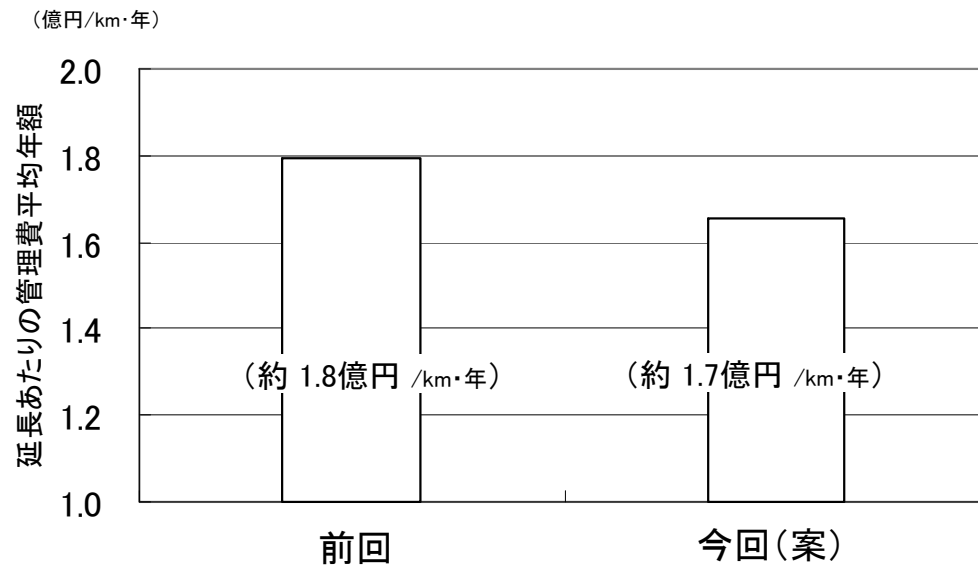 （億円/km・年）
延長あたりの管理費平均年額
2.0
1.8
1.6
1.4
1.2
1.0
（約 1.8億円 /km・年）
（約 1.7億円 /km・年）
前回
今回（案）